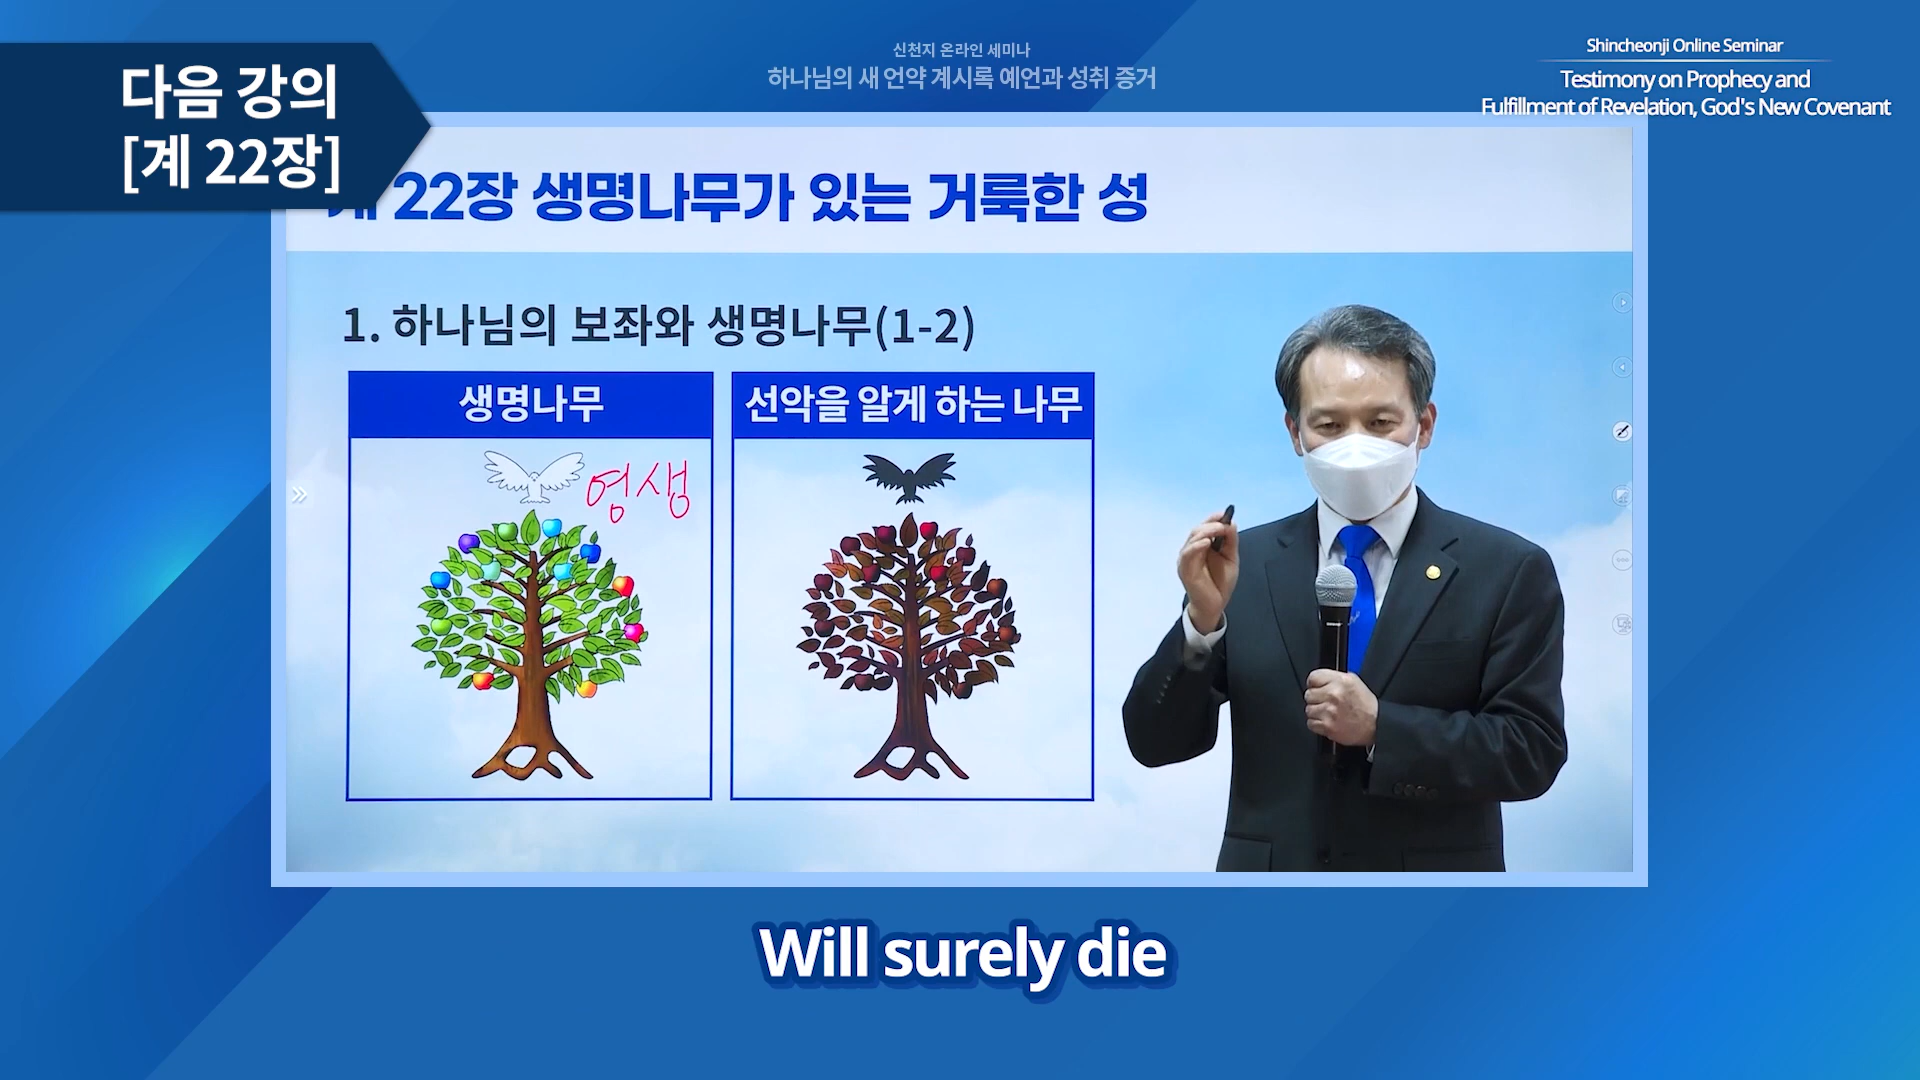 다음 강의
[계 22장]
신천지 온라인 세미나
하나님의 새 언약 계시록 예언과 성취 증거
Shincheonji Online Seminar
Testimony on Prophecy and
Fulfillment of Revelation, God's New Covenant
계 22장 생명나무가 있는 거룩한 성
1. 하나님의 보좌와 생명나무(1-2)
생명나무
선악을 알게 하는 나무
영생
Will surely die